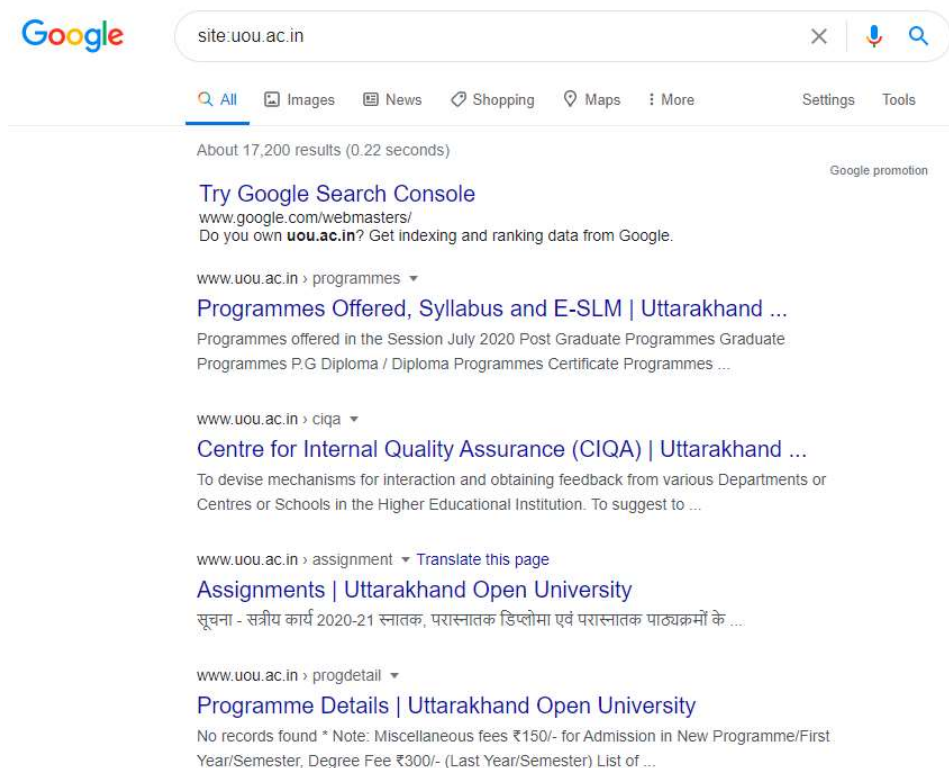 Google
site:uou.ac.in
All Images News Shopping Maps More Settings Tools
About 17,200 results (0.22 seconds)
Google promotion
Try Google Search Console
www.google.com/webmasters/
Do you own uou.ac.in? Get indexing and ranking data from Google.
www.uou.ac.in › programmes
Programmes Offered, Syllabus and E-SLM | Uttarakhand ...
Programmes offered in the Session July 2020 Post Graduate Programmes Graduate
Programmes P.G Diploma / Diploma Programmes Certificate Programmes ...
www.uou.ac.in › ciqa
Centre for Internal Quality Assurance (CIQA) | Uttarakhand ...
To devise mechanisms for interaction and obtaining feedback from various Departments or
Centres or Schools in the Higher Educational Institution. To suggest to ...
www.uou.ac.in › assignment Translate this page
Assignments | Uttarakhand Open University
सूचना - सत्रीय कार्य 2020-21 स्नातक, परास्नातक डिप्लोमा एवं परास्नातक पाठ्यक्रमों के ...
www.uou.ac.in › progdetail
Programme Details | Uttarakhand Open University
No records found * Note: Miscellaneous fees ₹150/- for Admission in New Programme/First
Year/Semester, Degree Fee ₹300/- (Last Year/Semester) List of ...